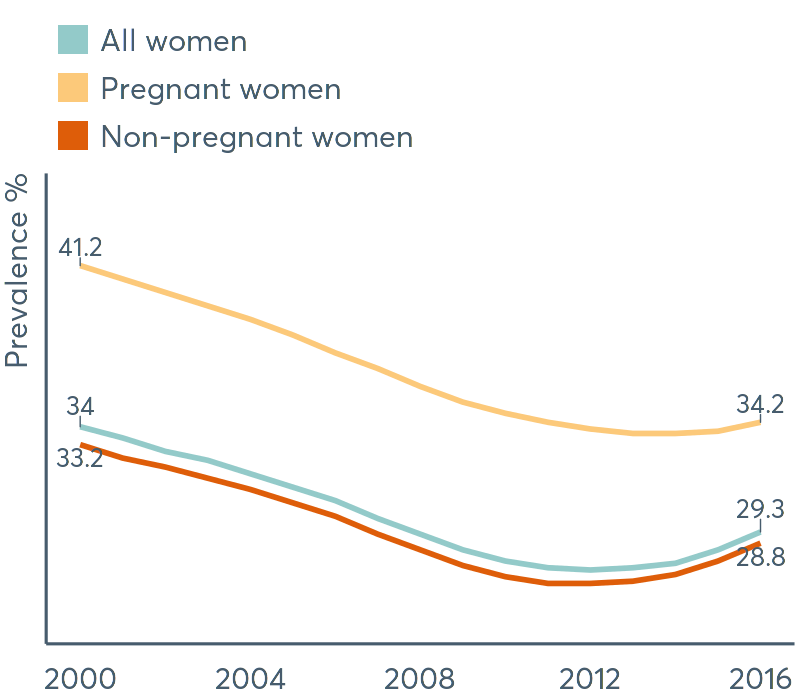 All women
Pregnant women
Non-pregnant women
Prevalence %
41.2
34
33.2
34.2
29.3
28.8
2000 2004 2008 2012 2016